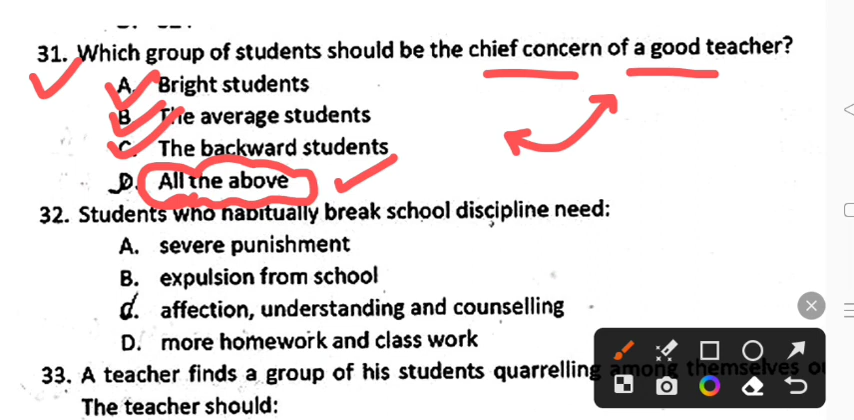 31. Which group of students should be the chief concern of a good teacher?
A. Bright students
B. The average students
C. The backward students
D. All the above
32. Students who habitually break school discipline need:
A. severe punishment
B. expulsion from school
C. affection, understanding and counselling
D. more homework and class work
33. A teacher finds a group of his students quarrelling among themselves
The teacher should: